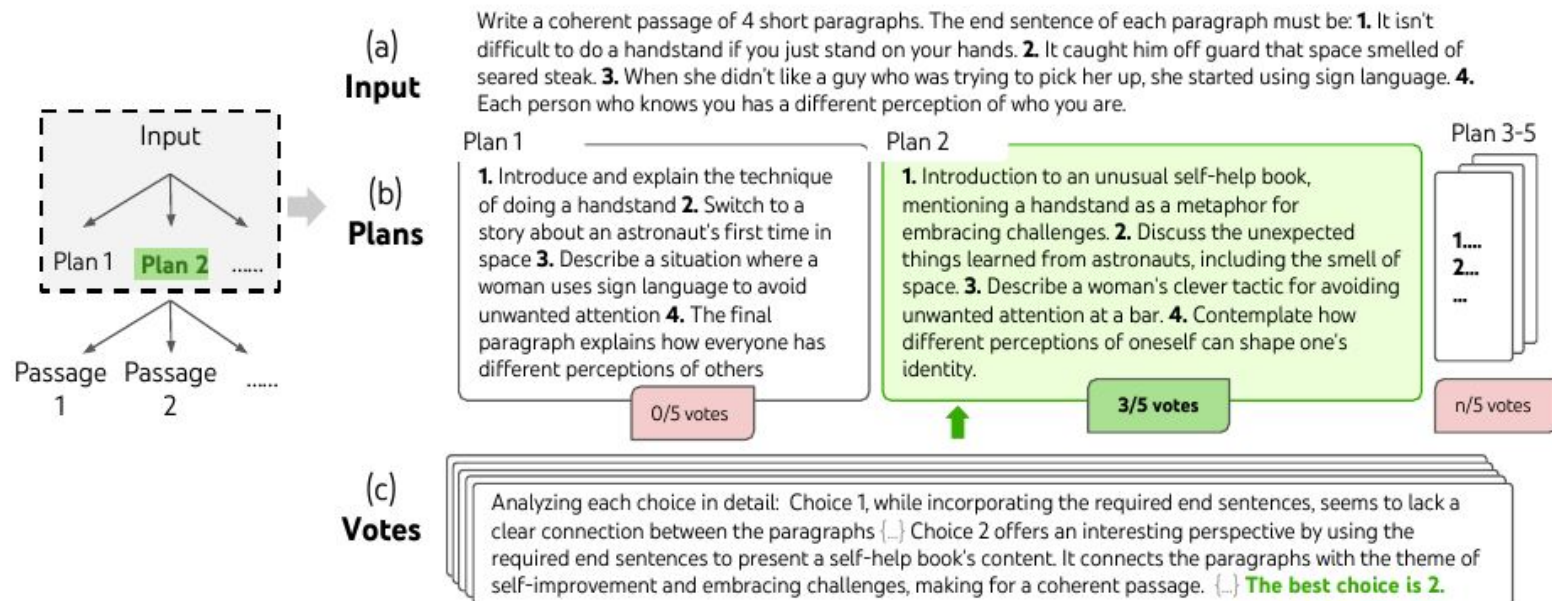 (a)
Input
Write a coherent passage of 4 short paragraphs. The end sentence of each paragraph must be: 1. It isn't
difficult to do a handstand if you just stand on your hands. 2. It caught him off guard that space smelled of
seared steak. 3. When she didn't like a guy who was trying to pick her up, she started using sign language. 4.
Each person who knows you has a different perception of who you are.
Input
Plan 1
Plan 2
......
Passage
1
Passage
2
......
(b)
Plans
Plan 1
1. Introduce and explain the technique
of doing a handstand 2. Switch to a
story about an astronaut's first time in
space 3. Describe a situation where a
woman uses sign language to avoid
unwanted attention 4. The final
paragraph explains how everyone has
different perceptions of others
0/5 votes
Plan 2
1. Introduction to an unusual self-help book,
mentioning a handstand as a metaphor for
embracing challenges. 2. Discuss the unexpected
things learned from astronauts, including the smell of
space. 3. Describe a woman's clever tactic for avoiding
unwanted attention at a bar. 4. Contemplate how
different perceptions of oneself can shape one's
identity.
3/5 votes
Plan 3-5
1....
2...
...
n/5 votes
(c)
Votes
Analyzing each choice in detail: Choice 1, while incorporating the required end sentences, seems to lack a
clear connection between the paragraphs {...} Choice 2 offers an interesting perspective by using the
required end sentences to present a self-help book's content. It connects the paragraphs with the theme of
self-improvement and embracing challenges, making for a coherent passage. {...} The best choice is 2.